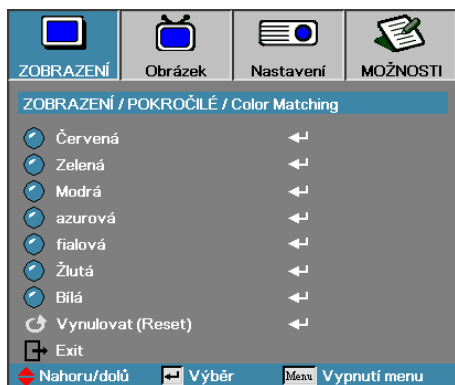 ZOBRAZENÍ Obrázek Nastavení MOŽNOSTI
ZOBRAZENÍ / POKROČILÉ / Color Matching
Červená
Zelená
Modrá
azurová
fialová
Žlutá
Bílá
Vynulovat (Reset)
Exit
Nahoru/dolů Výběr Menu Vypnutí menu